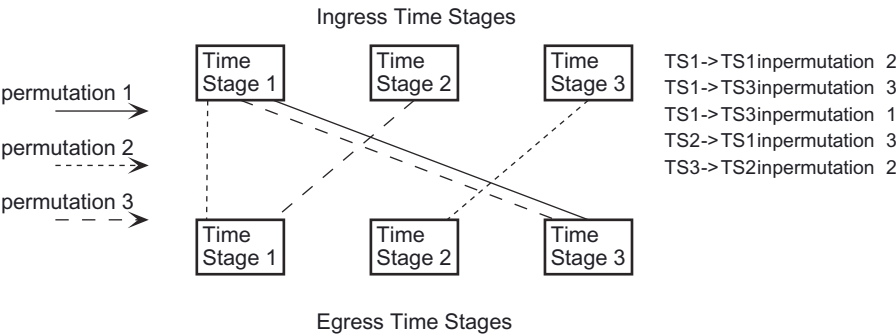 Ingress Time Stages
Time
Stage 1
Time
Stage 2
Time
Stage 3
permutation 1
permutation 2
permutation 3
TS1->TS1inpermutation 2
TS1->TS3inpermutation 3
TS1->TS3inpermutation 1
TS2->TS1inpermutation 3
TS3->TS2inpermutation 2
Time
Stage 1
Time
Stage 2
Time
Stage 3
Egress Time Stages